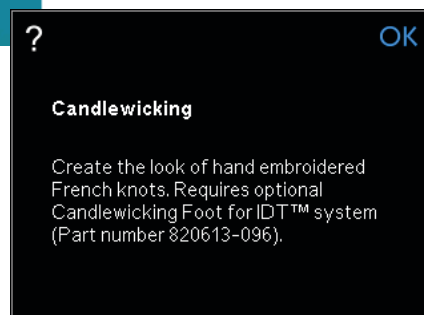 ? OK
Candlewicking
Create the look of hand embroidered
French knots. Requires optional
Candlewicking Foot for IDT™ system
(Part number 820613-096).